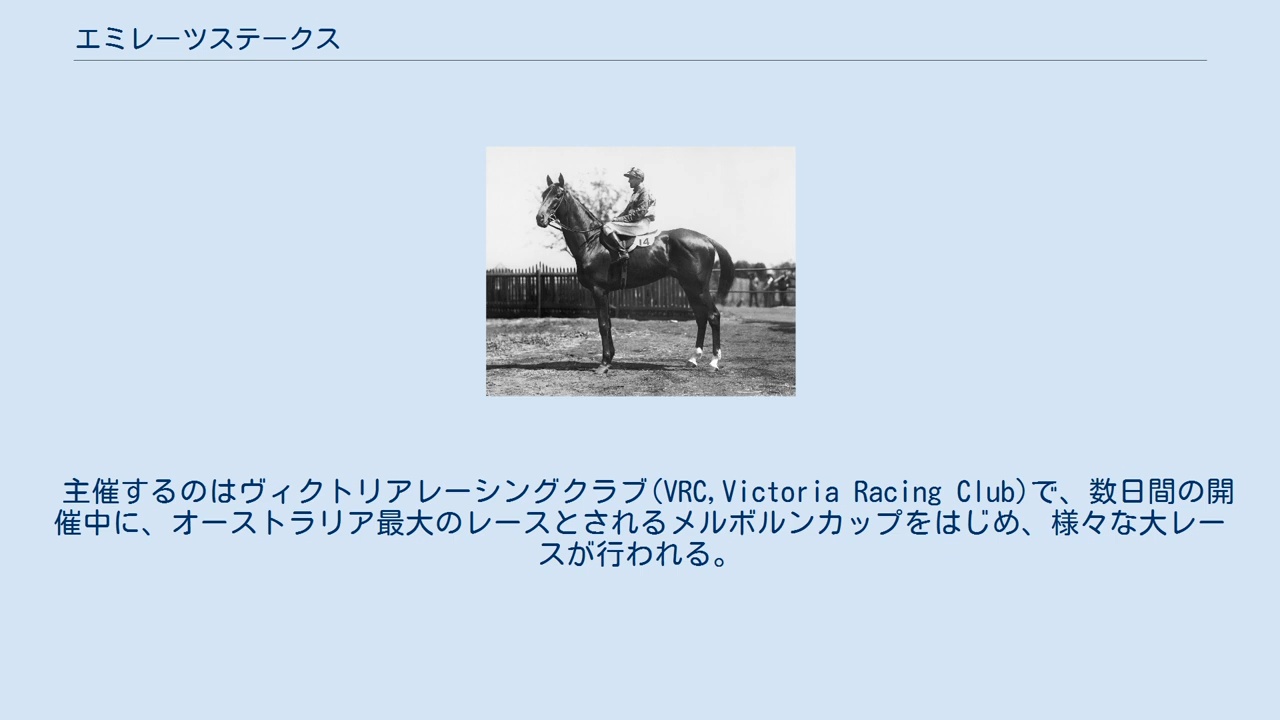 エミレーツステークス
14
主催するのはヴィクトリアレーシングクラブ(VRC,Victoria Racing Club)で、数日間の開
催中に、オーストラリア最大のレースとされるメルボルンカップをはじめ、様々な大レー
スが行われる。